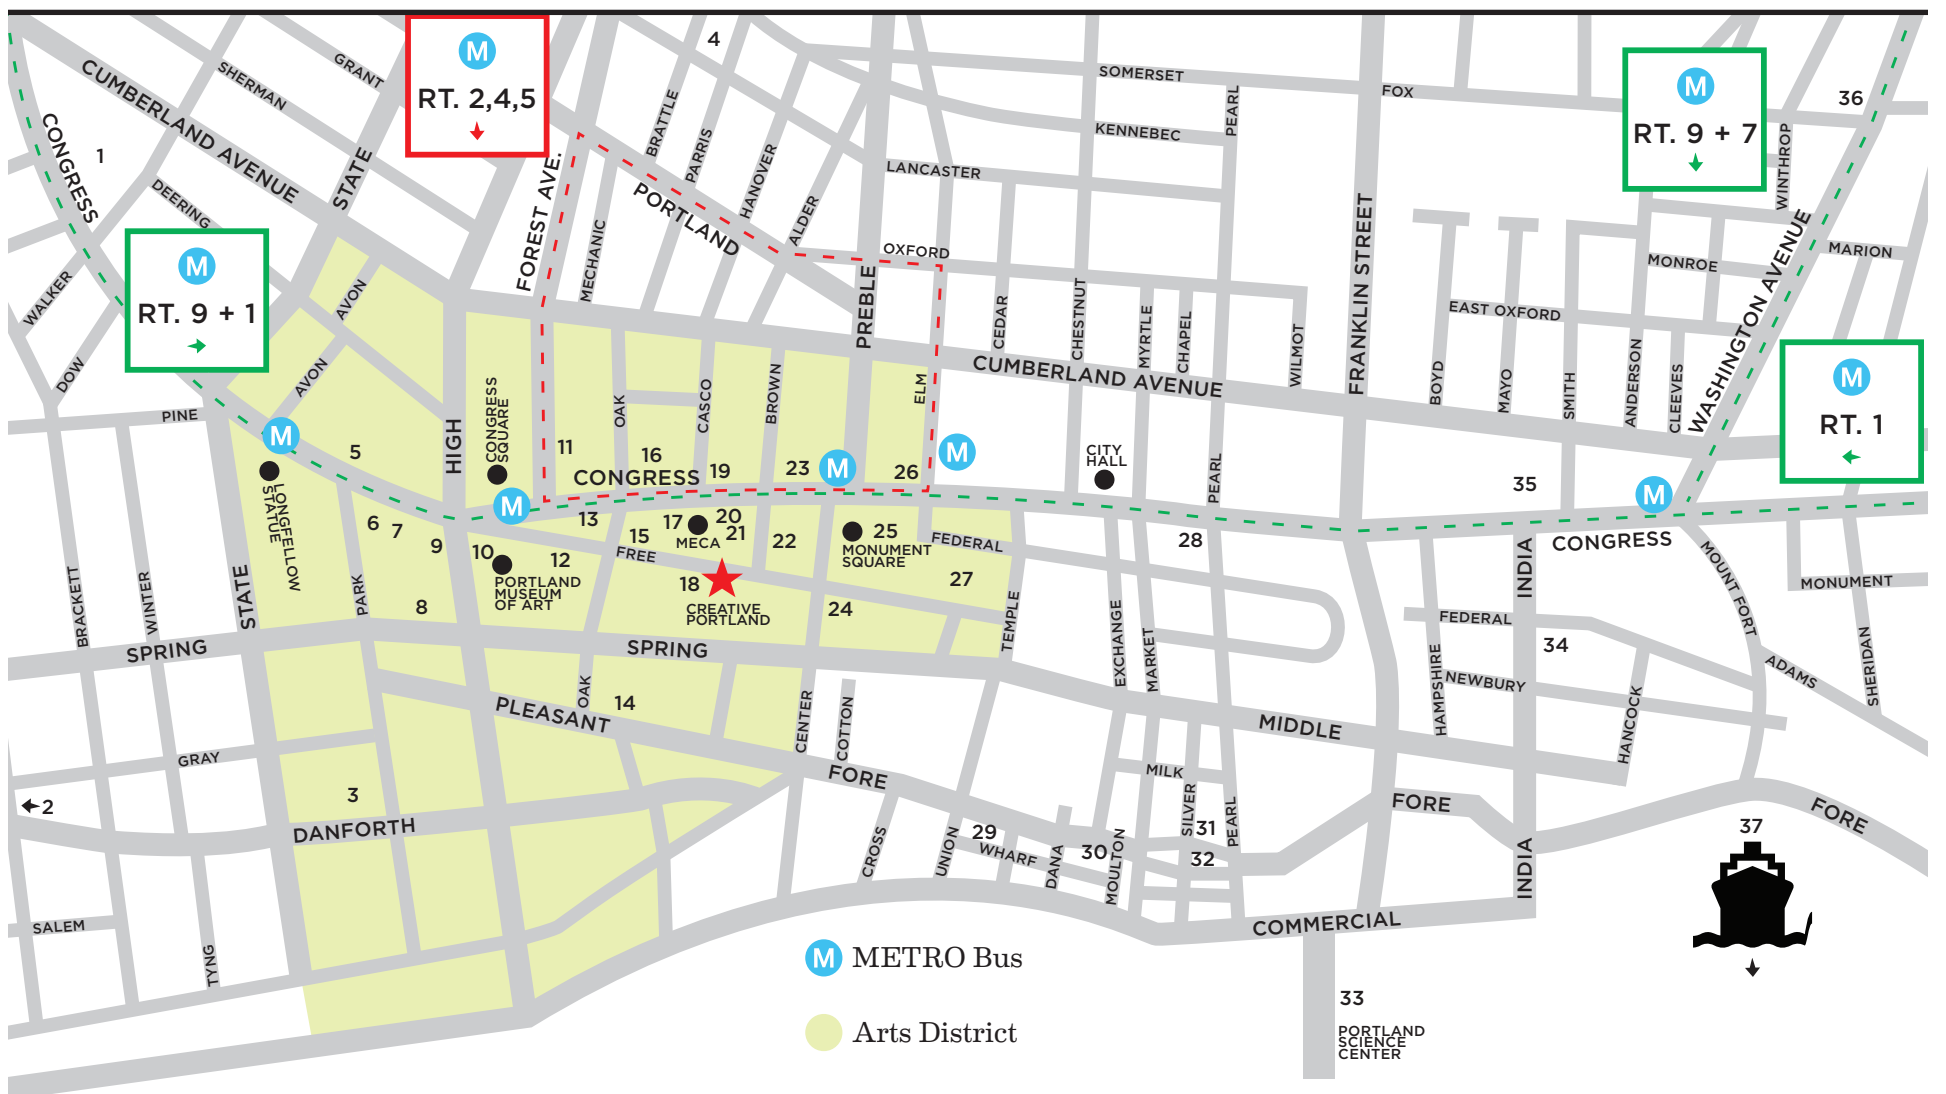 4
M
RT. 2,4,5
M
RT. 9 + 7
36
GRANT
SHERMAN
CUMBERLAND AVENUE
CONGRESS
1
DEERING
STATE
SOMERSET
FOX
PEARL
KENNEBEC
BRATTLE
PARRIS
HANOVER
ALDER
LANCASTER
WINTHROP
FOREST AVE.
MECHANIC
PORTLAND
OXFORD
FRANKLIN STREET
MONROE
MARION
WASHINGTON AVENUE
M
RT. 9 + 1
WALKER
DOW
AVON
AVON
PREBLE
CEDAR
CHESTNUT
MYRTLE
CHAPEL
WILMOT
EAST OXFORD
BOYD
MAYO
SMITH
ANDERSON
CLEEVES
M
RT. 1
CUMBERLAND AVENUE
PINE
M
5
HIGH
CONGRESS
SQUARE
11
OAK
16
CASCO
BROWN
ELM
CONGRESS
19
23
M
26
M
CITY
HALL
PEARL
35
M
LONGFELLOW
STATUE
M
6
7
9
10
13
12
15
17
20
21
MECA
22
25
MONUMENT
SQUARE
FEDERAL
27
28
INDIA
CONGRESS
MOUNT FORT
MONUMENT
FREE
18
CREATIVE
PORTLAND
24
PORTLAND
MUSEUM
OF ART
8
PARK
STATE
BRACKETT
WINTER
SPRING
SPRING
TEMPLE
EXCHANGE
MARKET
FEDERAL
34
HAMPSHIRE
NEWBURY
HANCOCK
ADAMS
SHERIDAN
OAK
14
PLEASANT
CENTER
COTTON
MIDDLE
GRAY
2
3
DANFORTH
FORE
MILK
SILVER
PEARL
31
32
FORE
FORE
37
CROSS
UNION
29
WHARF
DANA
30
MOULTON
INDIA
SALEM
TYNG
COMMERCIAL
M METRO Bus
Arts District
33
PORTLAND
SCIENCE
CENTER